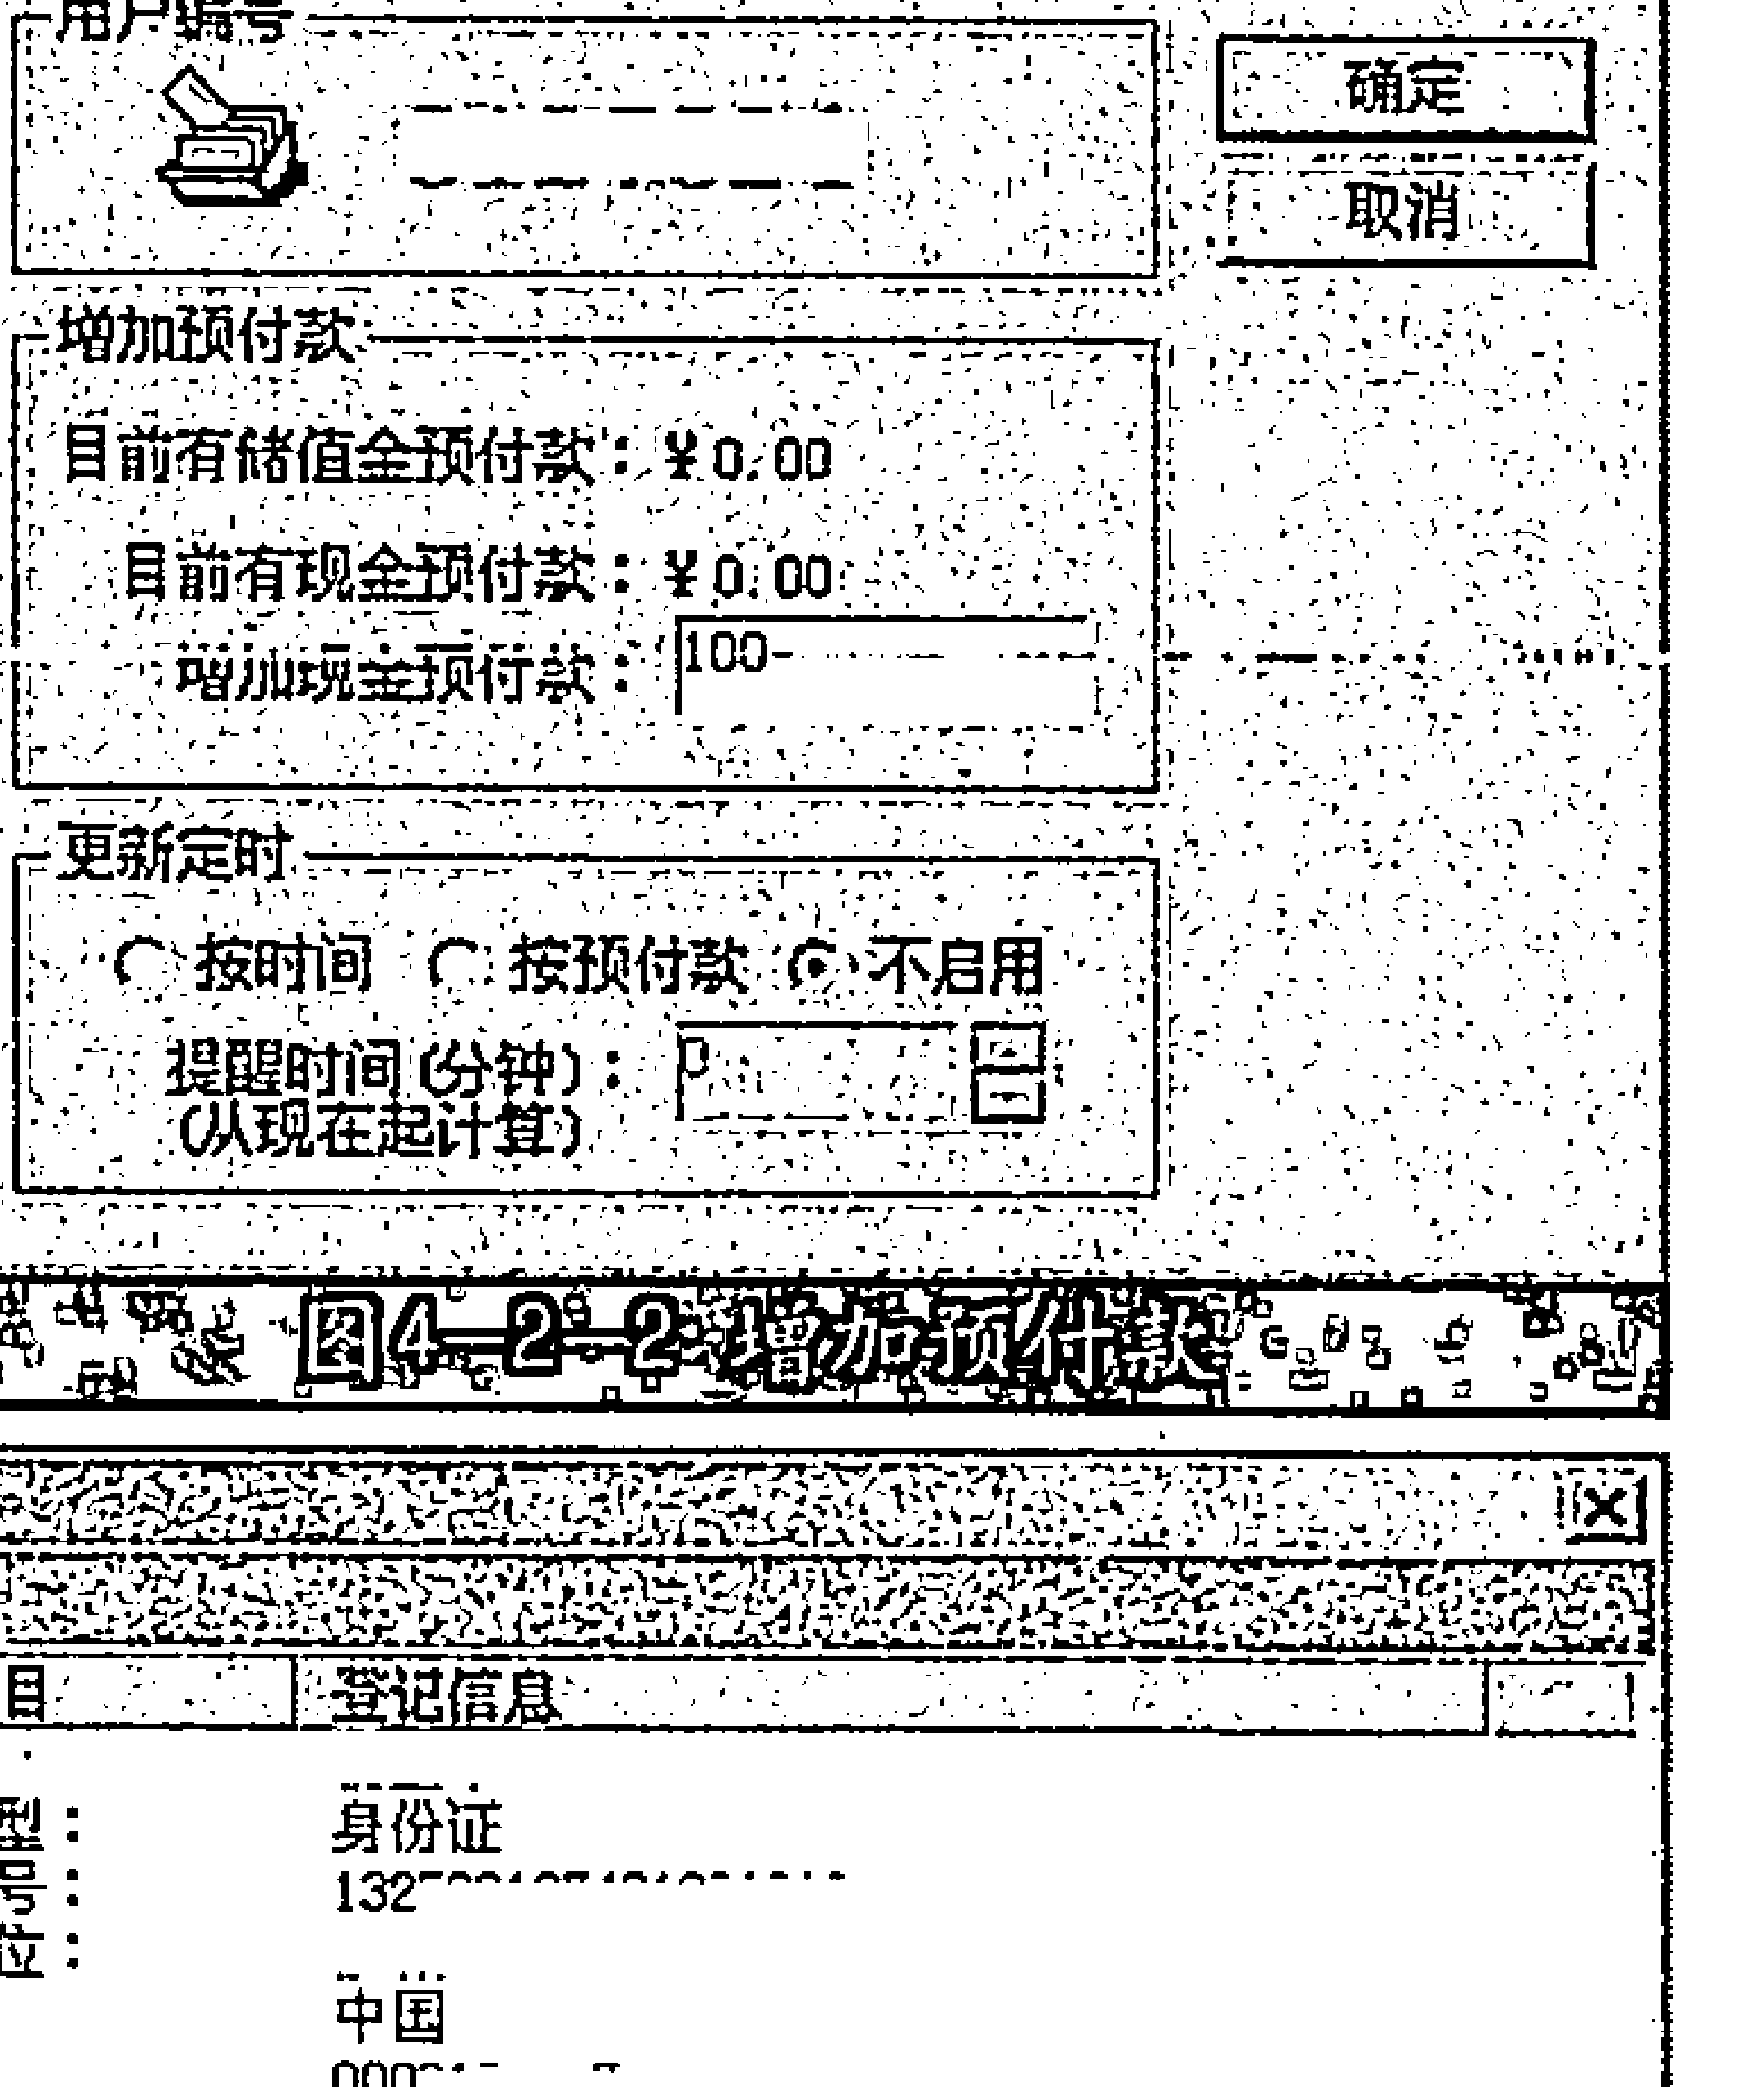 用户编号
确定
取消
增加预付款
目前有储值金预付款：¥0.00
目前有现金预付款：¥0.00
增加现金预付款：100
更新定时
按时间 按预付款 不启用
提醒时间(分钟)：0
(从现在起计算)
图4—2—2 增加预付款
目 登记信息
型： 身份证
号：132
中国